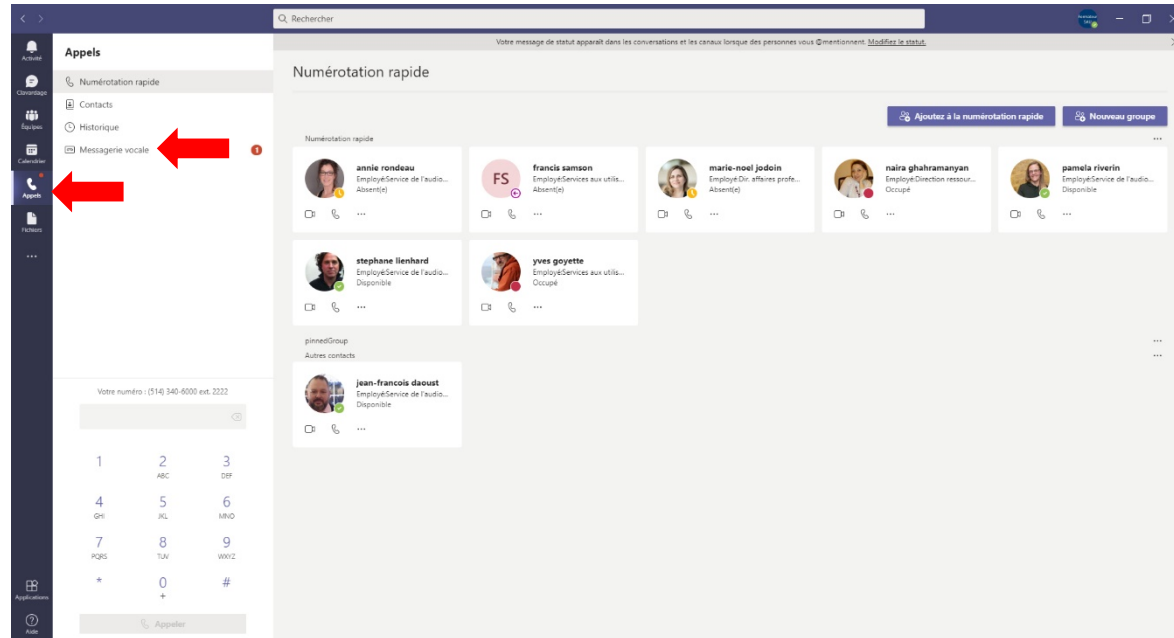 Rechercher
Activité
Clavardage
Équipes
Calendrier
Appels
Fichiers
Applications
Aide
Appels
Numérotation rapide
Contacts
Historique
Messagerie vocale
1
Votre numéro : (514) 340-6000 ext. 2222
1
2
ABC
3
DEF
4
GHI
5
JKL
6
MNO
7
PQRS
8
TUV
9
WXYZ
*
0
+
#
Appeler
Votre message de statut apparaît dans les conversations et les canaux lorsque des personnes vous @mentionnent. Modifiez le statut.
Numérotation rapide
Ajoutez à la numérotation rapide
Nouveau groupe
Numérotation rapide
annie rondeau
Employé:Service de l'audio...
Absent(e)
FS
francis samson
Employé:Services aux utilis...
Absent(e)
marie-noel jodoin
Employé:Dir. affaires profe...
Absent(e)
naira ghahramanyan
Employé:Direction ressour...
Occupé
pamela riverin
Employé:Service de l'audio...
Disponible
stephane lienhard
Employé:Service de l'audio...
Disponible
yves goyette
Employé:Services aux utilis...
Occupé
pinnedGroup
Autres contacts
jean-francois daoust
Employé:Service de l'audio...
Disponible